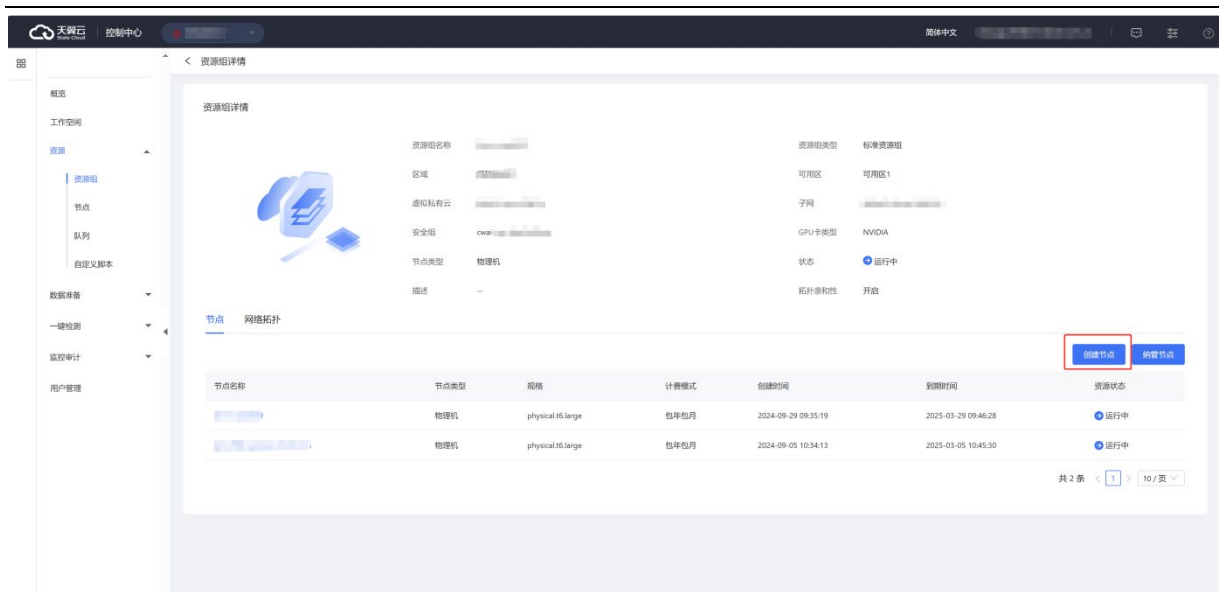 天翼云 State Cloud 控制中心 简体中文
资源组详情
概览
工作空间
资源
资源组
节点
队列
自定义脚本
数据准备
一键检测
监控审计
用户管理
资源组详情
资源组名称 资源组类型 标准资源组
区域 可用区 可用区1
虚拟私有云 子网
安全组 cwai- GPU卡类型 NVIDIA
节点类型 物理机 状态 运行中
描述 -- 拓扑亲和性 开启
节点 网络拓扑
创建节点 纳管节点
节点名称 节点类型 规格 计费模式 创建时间 到期时间 资源状态
物理机 physical.t6.large 包年包月 2024-09-29 09:35:19 2025-03-29 09:46:28 运行中
物理机 physical.t6.large 包年包月 2024-09-05 10:34:13 2025-03-05 10:45:30 运行中
共 2 条 < 1 > 10 / 页